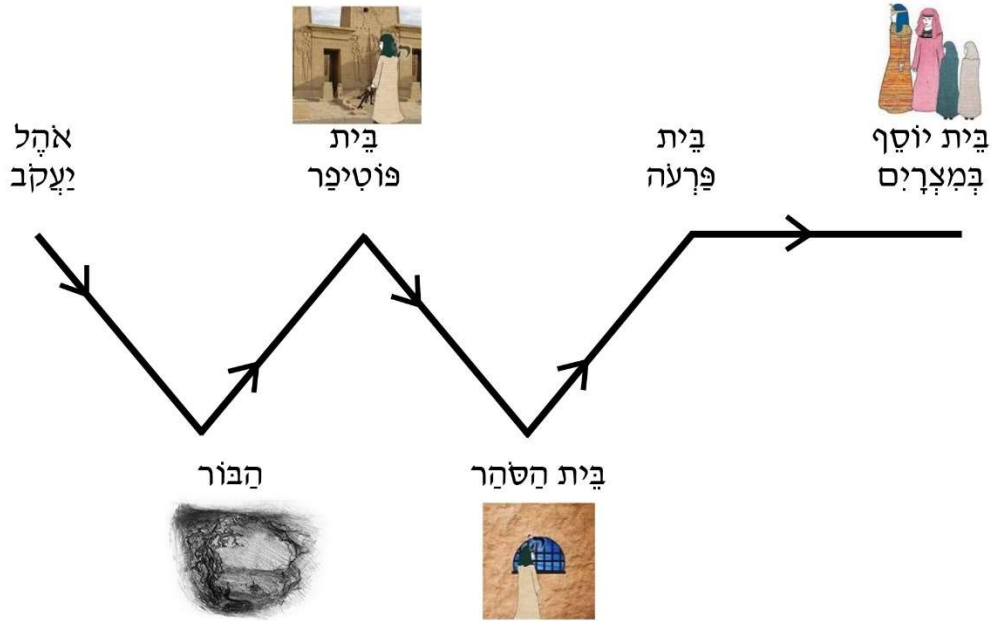 אֹהֶל
יַעֲקֹב
בֵּית
פּוֹטִיפַר
בֵּית
פַּרְעֹה
בֵּית יוֹסֵף
בְּמִצְרָיִם
הַבּוֹר
בֵּית הַסֹּהַר